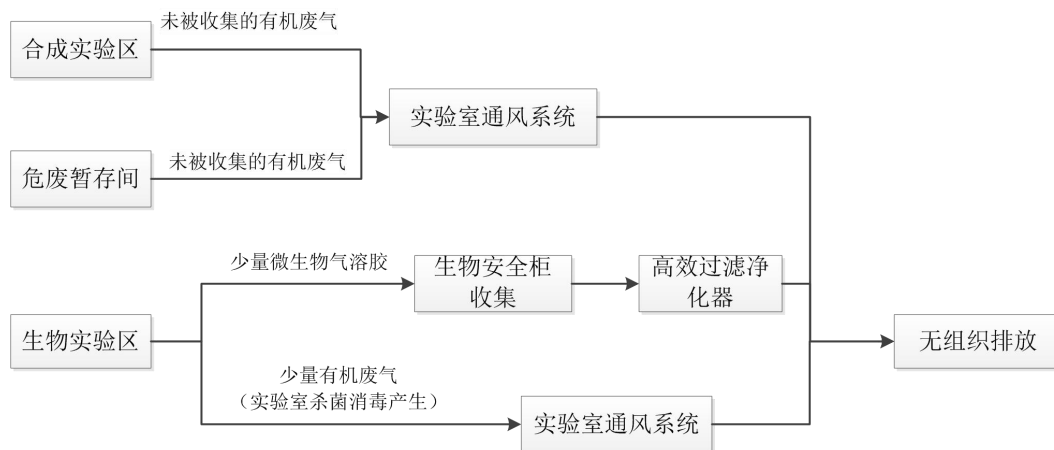 未被收集的有机废气
合成实验区
实验室通风系统
未被收集的有机废气
危废暂存间
少量微生物气溶胶
生物安全柜
收集
高效过滤净
化器
生物实验区
无组织排放
少量有机废气
（实验室杀菌消毒产生）
实验室通风系统